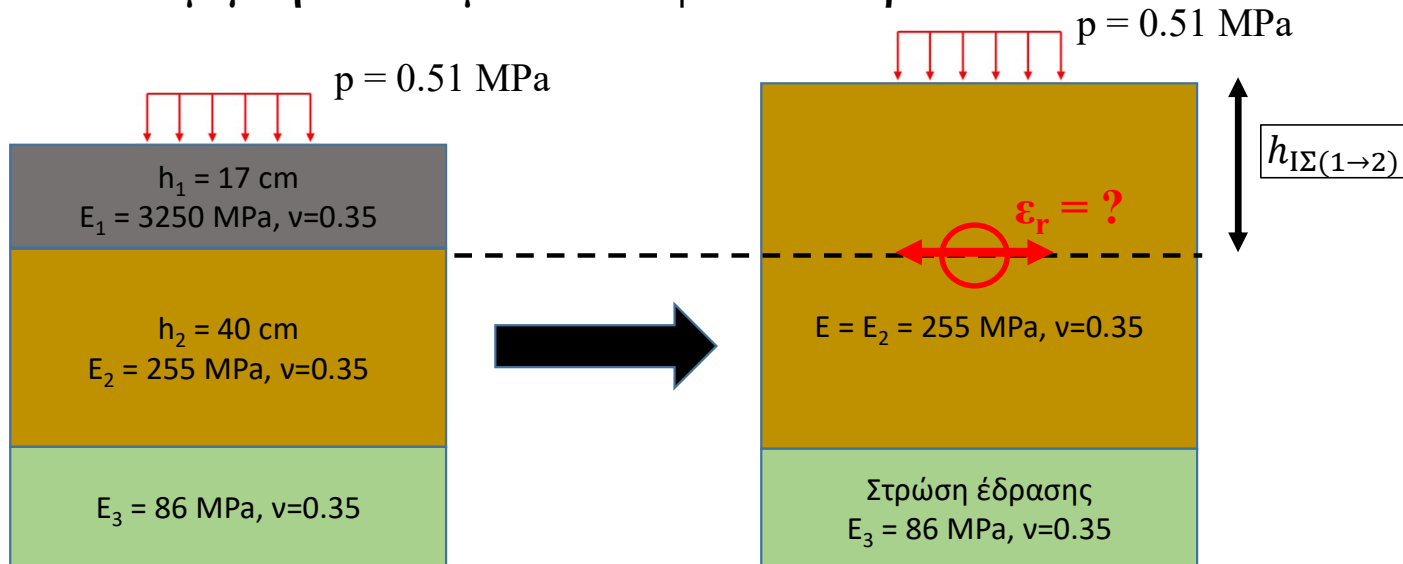 p = 0.51 MPa
h₁ = 17 cm
E₁ = 3250 MPa, ν=0.35
h₂ = 40 cm
E₂ = 255 MPa, ν=0.35
E₃ = 86 MPa, ν=0.35
p = 0.51 MPa
h_ΙΣ(1→2)
εᵣ = ?
E = E₂ = 255 MPa, ν=0.35
Στρώση έδρασης
E₃ = 86 MPa, ν=0.35